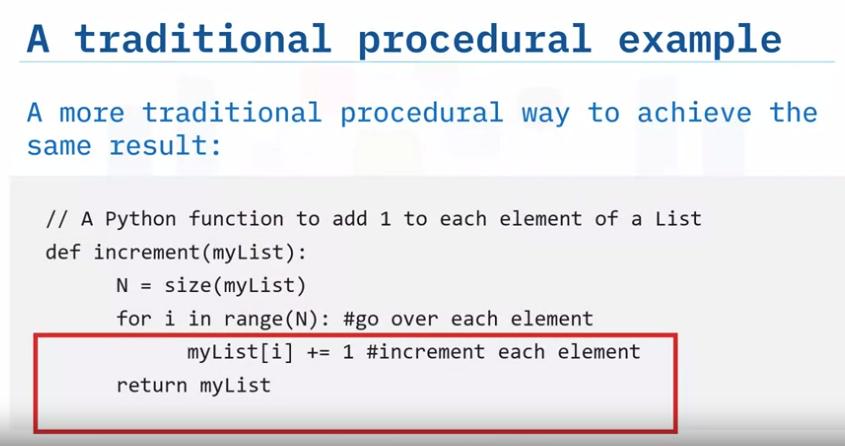 A traditional procedural example
A more traditional procedural way to achieve the
same result:
// A Python function to add 1 to each element of a List
def increment(myList):
N = size(myList)
for i in range(N): #go over each element
myList[i] += 1 #increment each element
return myList